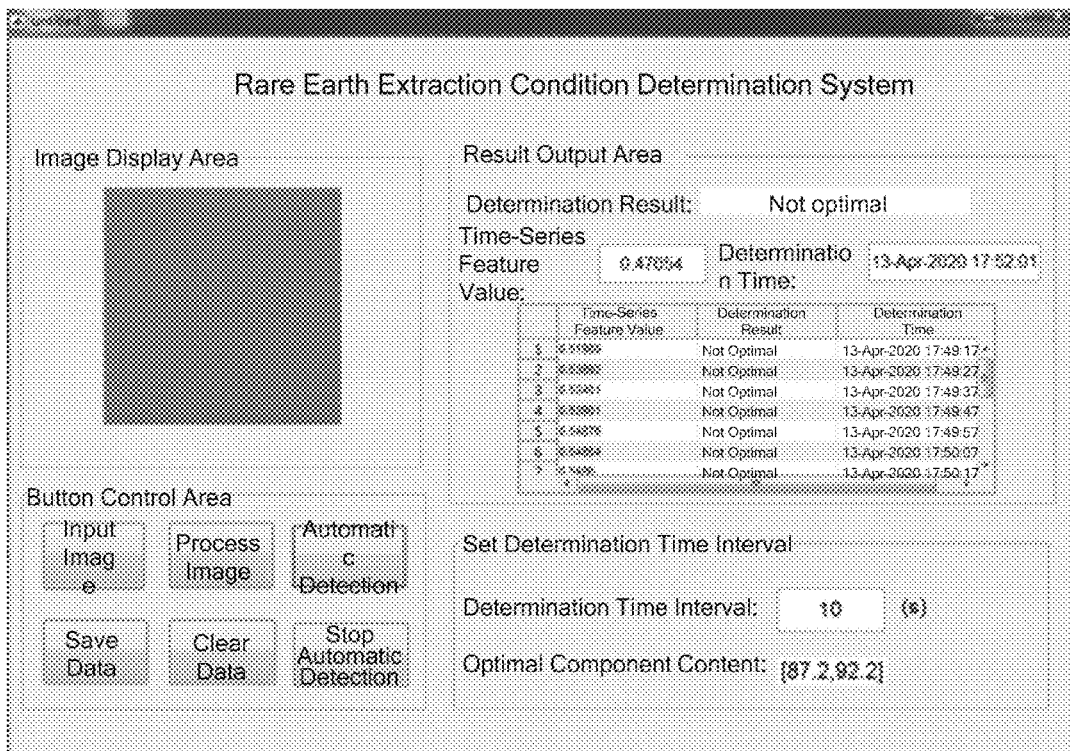 Rare Earth Extraction Condition Determination System
Image Display Area
Result Output Area
Determination Result: Not optimal
Time-Series
Feature
Value:
0.47054
Determinatio
n Time:
13-Apr-2020 17:52:01
Time-Series
Feature Value
Determination
Result
Determination
Time
1 Not Optimal 13-Apr-2020 17:49:17
2 Not Optimal 13-Apr-2020 17:49:27
3 Not Optimal 13-Apr-2020 17:49:37
4 Not Optimal 13-Apr-2020 17:49:47
5 Not Optimal 13-Apr-2020 17:49:57
6 Not Optimal 13-Apr-2020 17:50:07
7 Not Optimal 13-Apr-2020 17:50:17
Button Control Area
Input
Imag
e
Process
Image
Automati
c
Detection
Save
Data
Clear
Data
Stop
Automatic
Detection
Set Determination Time Interval
Determination Time Interval: 10 (s)
Optimal Component Content: [87.2,92.2]